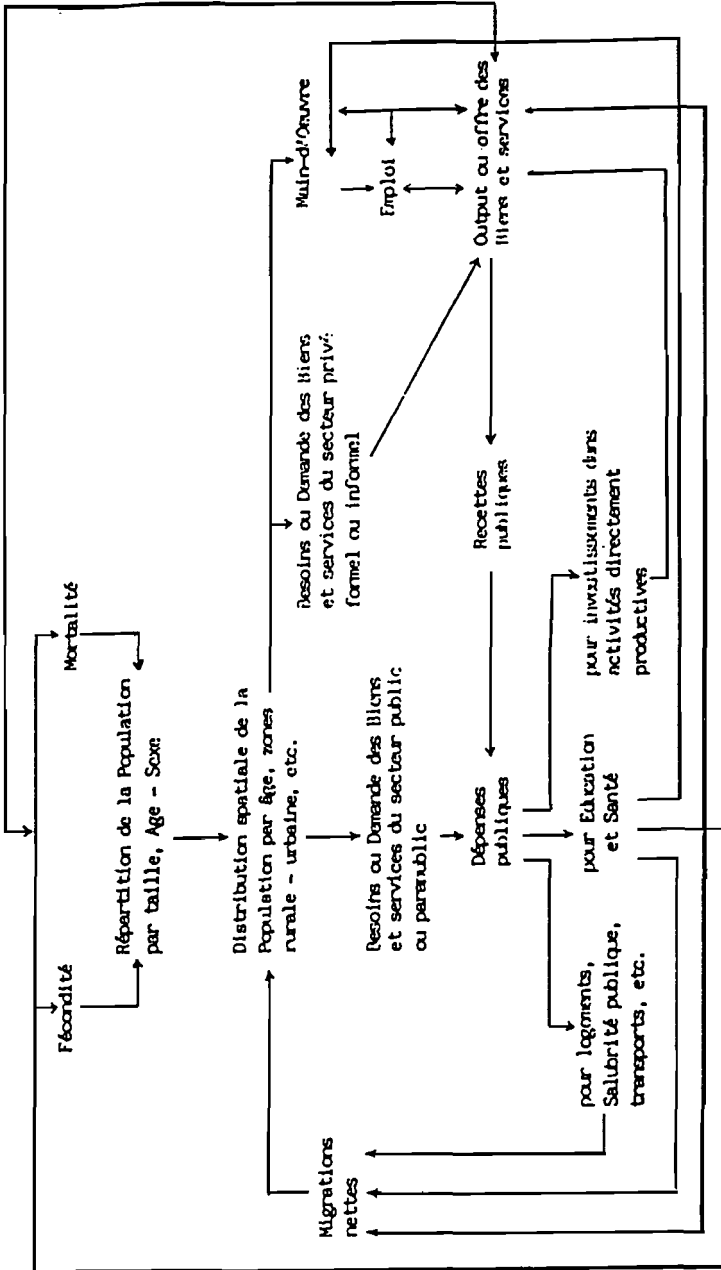 Fécondité
Mortalité
Répartition de la Population
par taille, Age - Sexe
Distribution spatiale de la
Population par âge, zones
rurale - urbaine, etc.
Migrations
nettes
Besoins ou Demande des Biens
et services du secteur public
ou parapublic
Besoins ou Demande des Biens
et services du secteur privé
formel ou informel
Main-d'Oeuvre
Emploi
Dépenses
publiques
Recettes
publiques
Output ou offre des
Biens et services
pour logements,
Salubrité publique,
transports, etc.
pour Education
et Santé
pour investissements dans
activités directement
productives